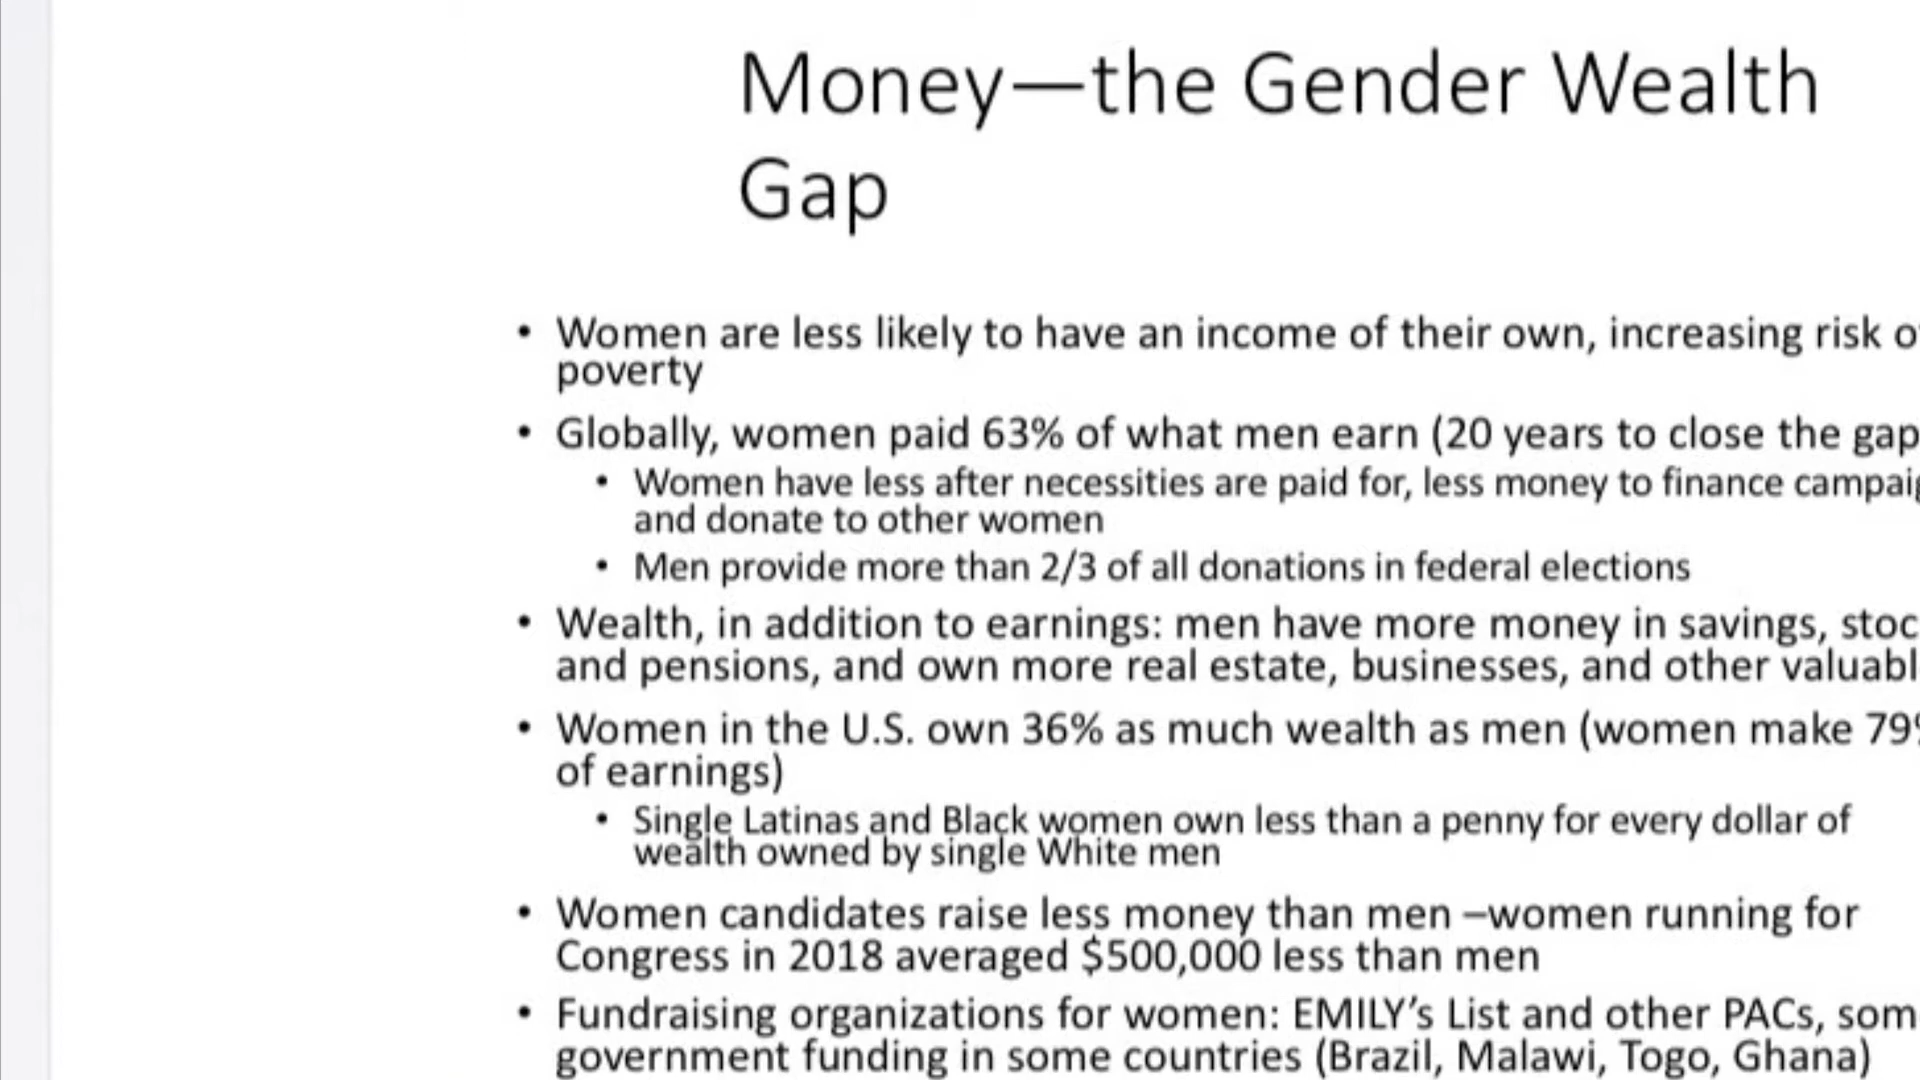 Money—the Gender Wealth
Gap
• Women are less likely to have an income of their own, increasing risk
poverty
• Globally, women paid 63% of what men earn (20 years to close the gap
• Women have less after necessities are paid for, less money to finance
and donate to other women
• Men provide more than 2/3 of all donations in federal elections
• Wealth, in addition to earnings: men have more money in savings,
and pensions, and own more real estate, businesses, and other
• Women in the U.S. own 36% as much wealth as men (women make 79%
of earnings)
• Single Latinas and Black women own less than a penny for every dollar of
wealth owned by single White men
• Women candidates raise less money than men –women running for
Congress in 2018 averaged $500,000 less than men
• Fundraising organizations for women: EMILY’s List and other PACs,
government funding in some countries (Brazil, Malawi, Togo, Ghana)